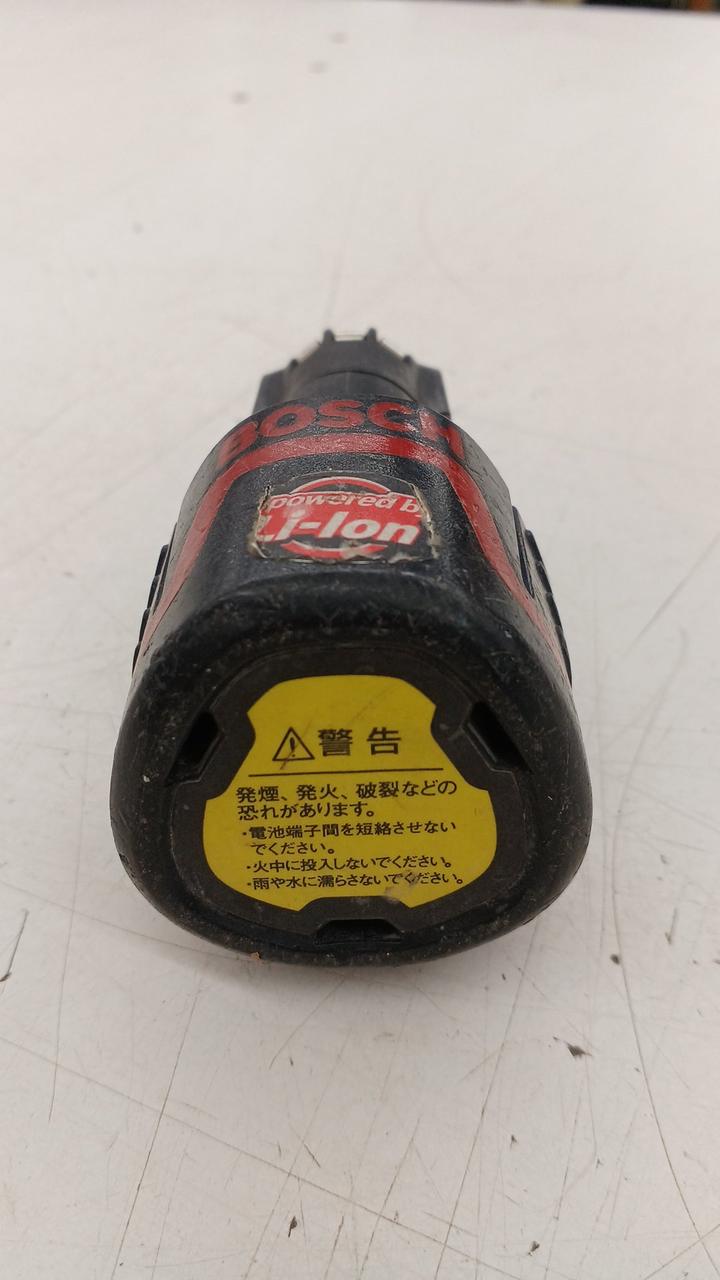 BOSCH
powered by
Li-Ion
警告
発煙、発火、破裂などの
恐れがあります。
・電池端子間を短絡させない
でください。
・火中に投入しないでください。
・雨や水に濡らさないでください。